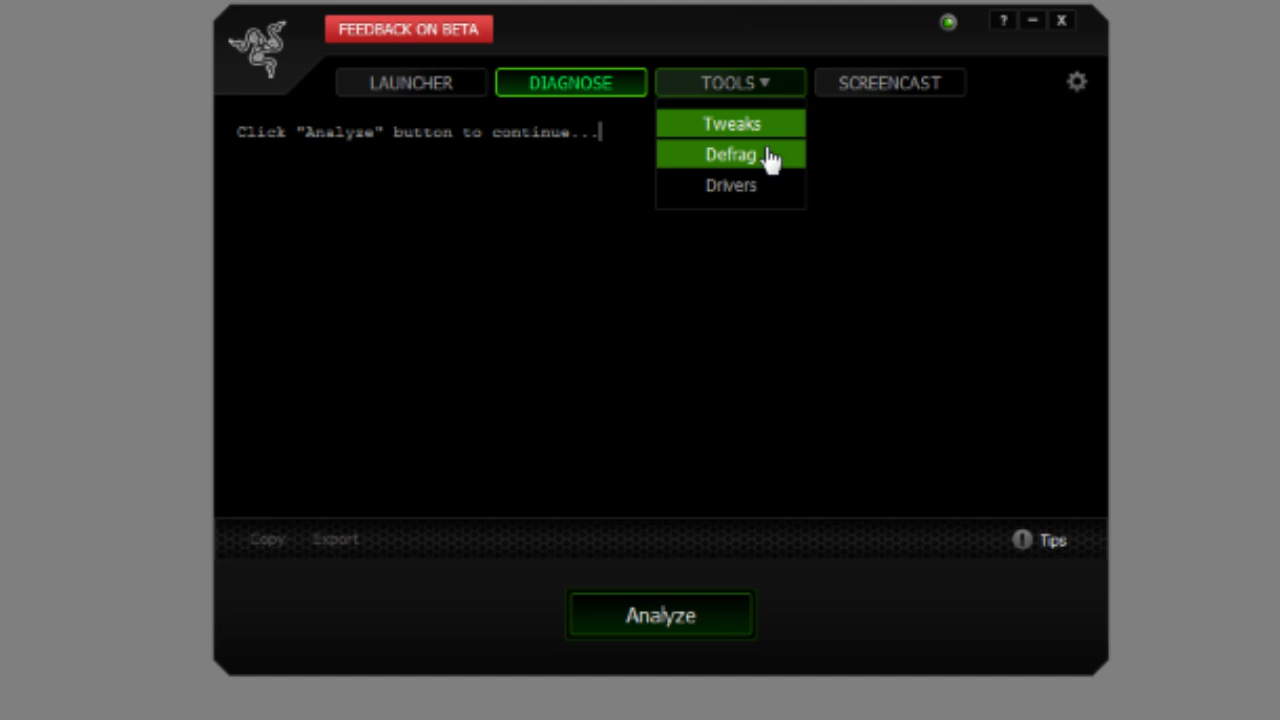 FEEDBACK ON BETA
? – X
LAUNCHER DIAGNOSE TOOLS▼ SCREENCAST
Click "Analyze" button to continue...
Tweaks
Defrag
Drivers
Copy Export Tips
Analyze